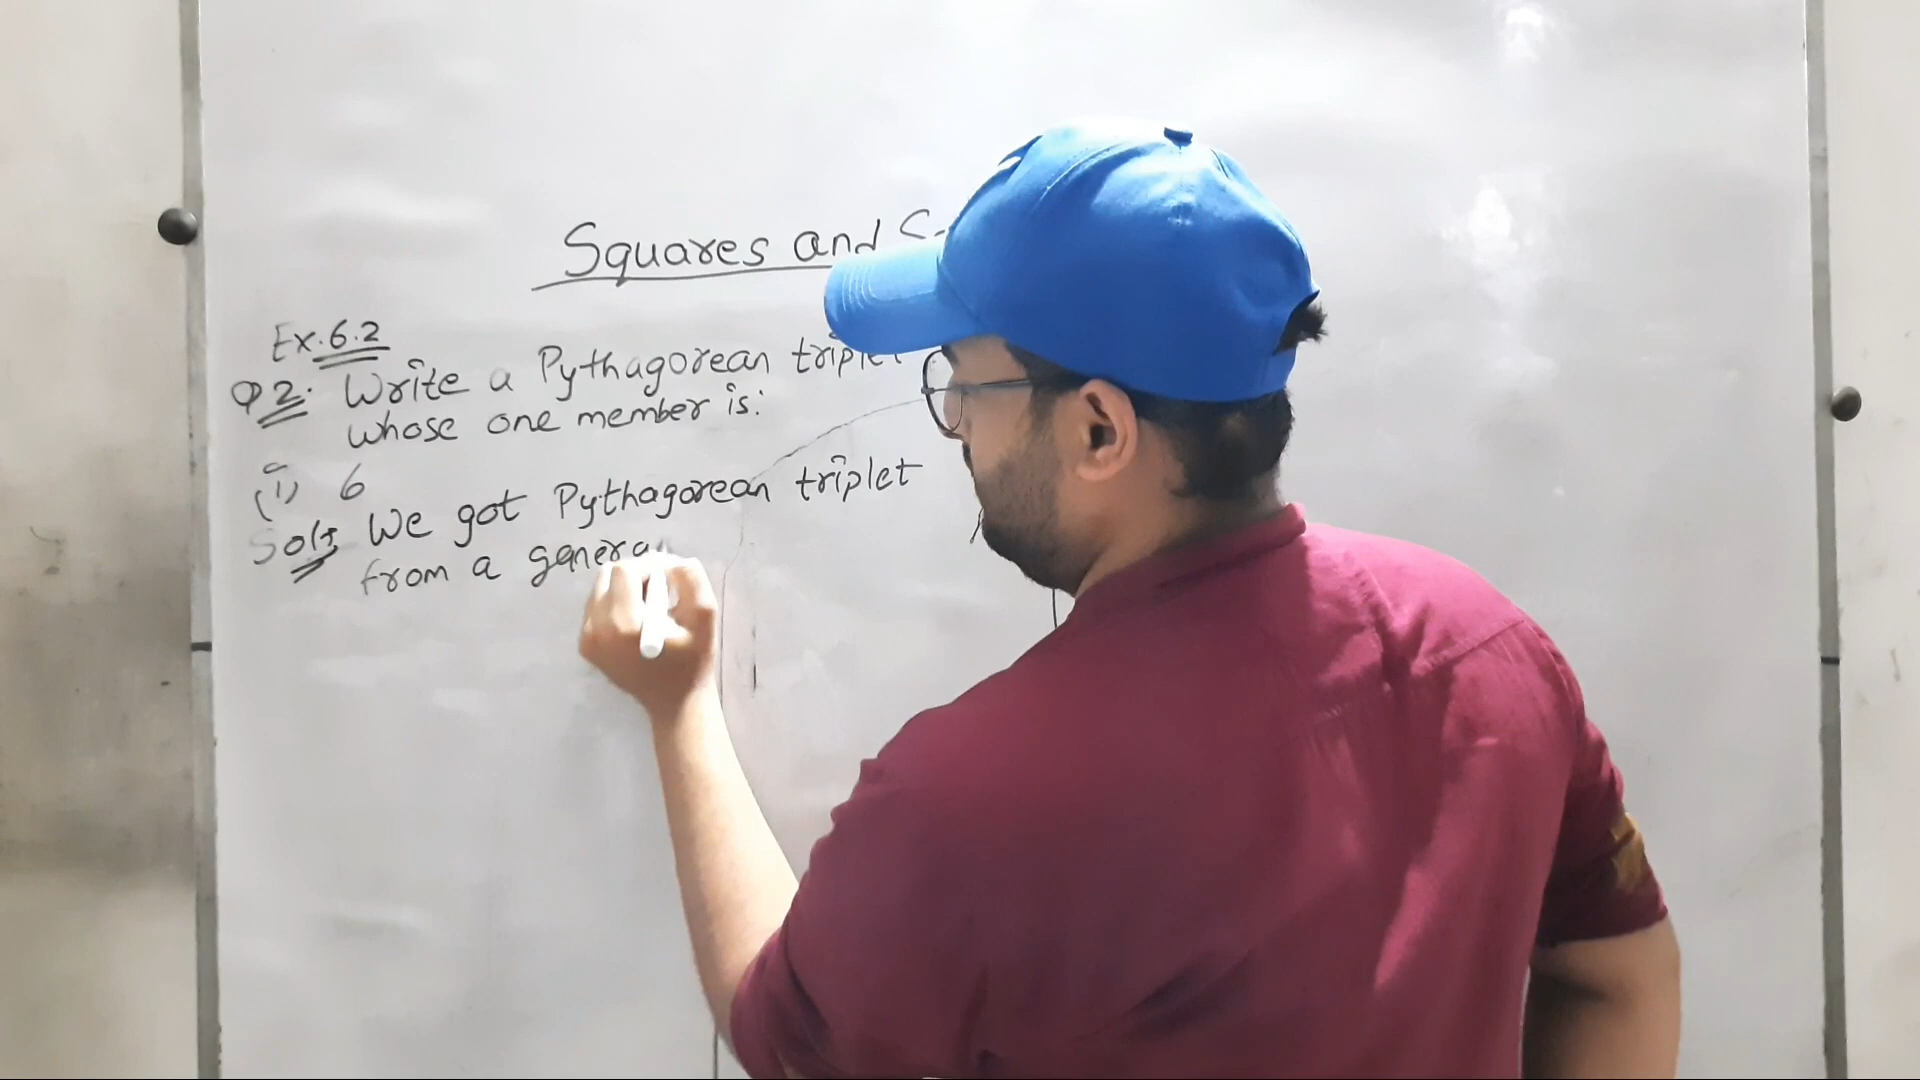 Squares and
Ex. 6.2
Q2. Write a Pythagorean triplet
whose one member is:
(i) 6
Sol: We got Pythagorean triplet
from a genera